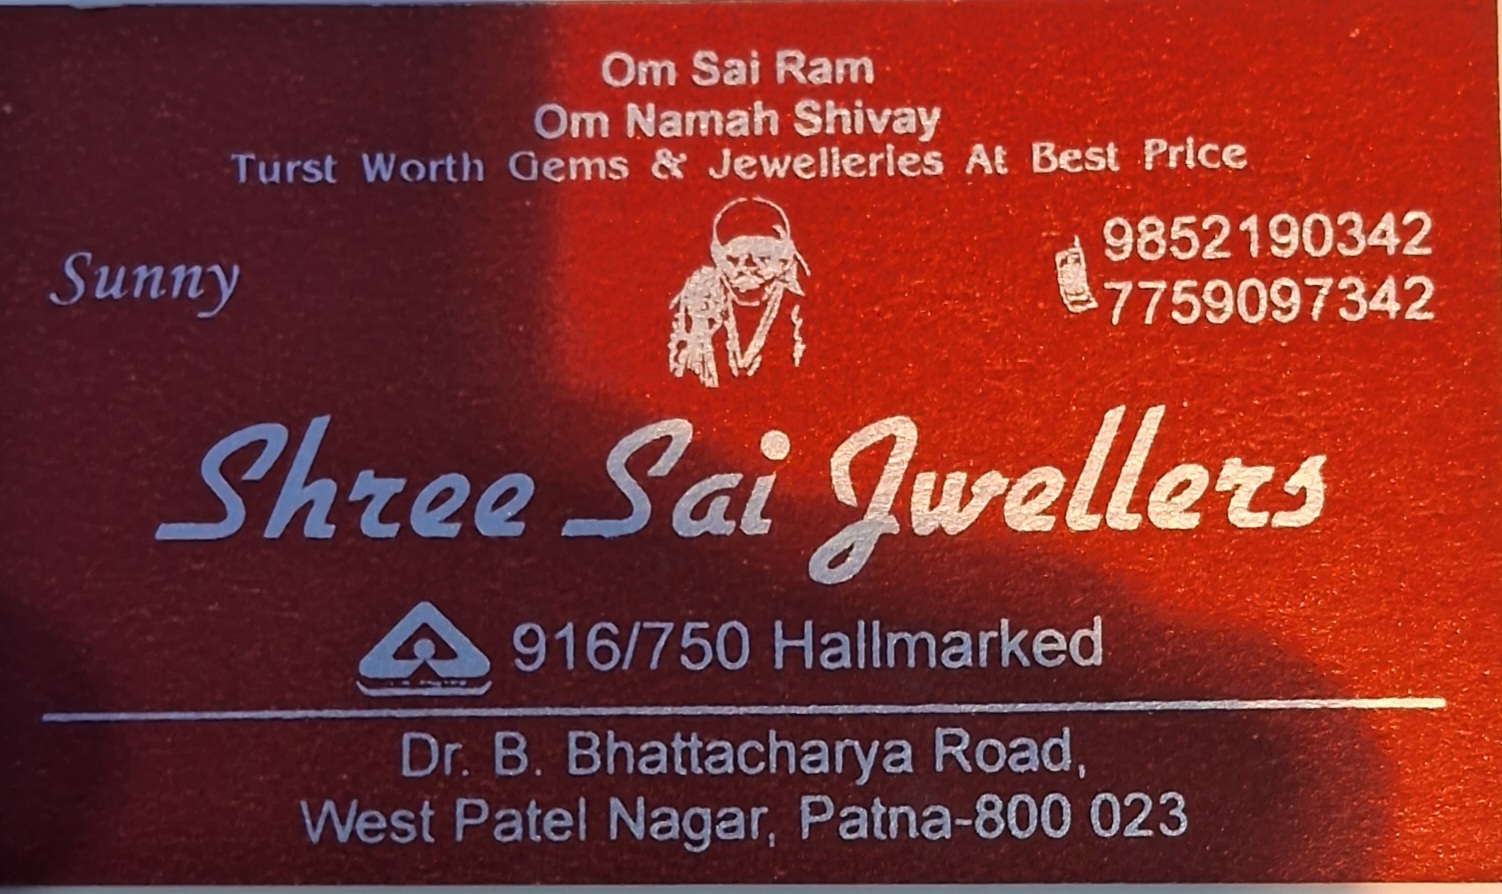 Om Sai Ram
Om Namah Shivay
Turst Worth Gems & Jewelleries At Best Price
Sunny
9852190342
7759097342
Shree Sai Jwellers
916/750 Hallmarked
Dr. B. Bhattacharya Road,
West Patel Nagar, Patna-800 023